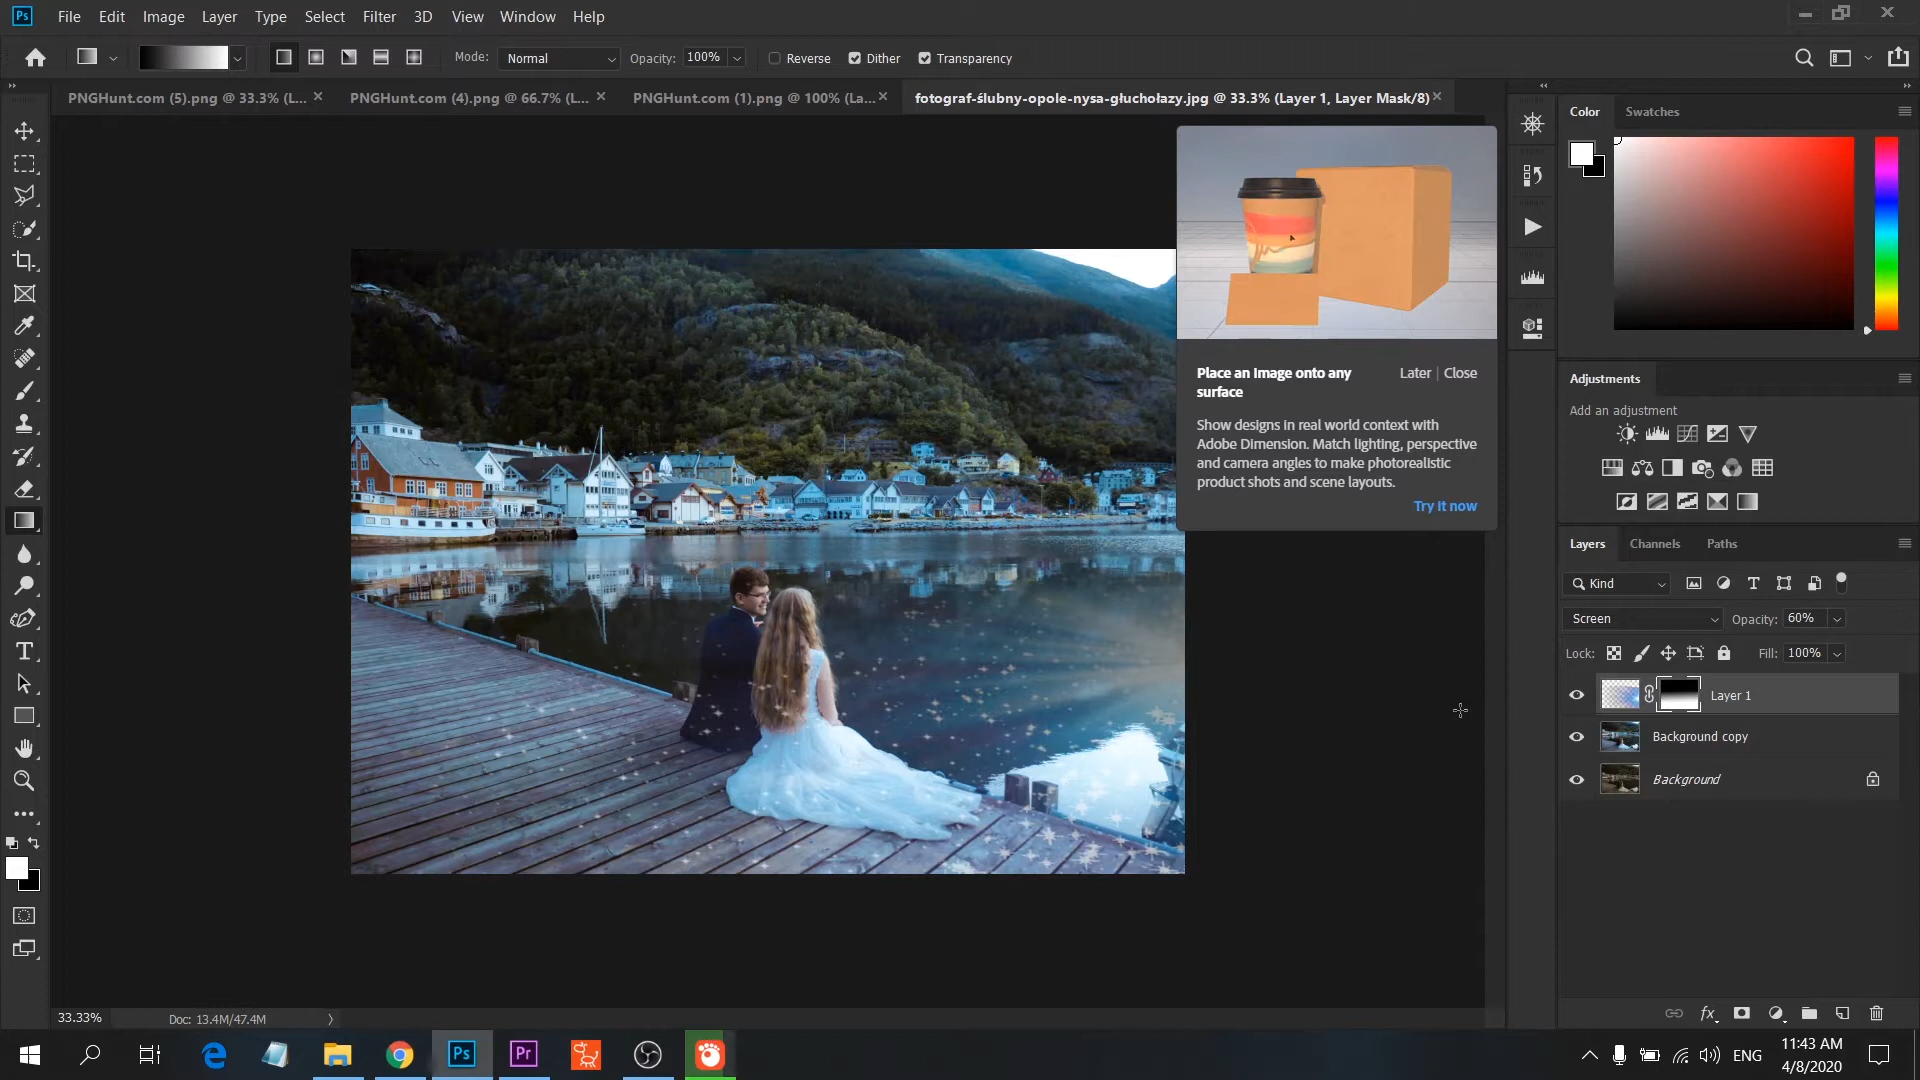 Ps File Edit Image Layer Type Select Filter 3D View Window Help
Mode: Normal Opacity: 100% Reverse Dither Transparency
PNGHunt.com (5).png @ 33.3% (L... × PNGHunt.com (4).png @ 66.7% (L... × PNGHunt.com (1).png @ 100% (La... × fotograf-ślubny-opole-nysa-głuchołazy.jpg @ 33.3% (Layer 1, Layer Mask/8) ×
Color Swatches
Place an image onto any
surface
Later | Close
Show designs in real world context with
Adobe Dimension. Match lighting, perspective
and camera angles to make photorealistic
product shots and scene layouts.
Try it now
Adjustments
Add an adjustment
Layers Channels Paths
Kind
Screen Opacity: 60%
Lock: Fill: 100%
Layer 1
Background copy
Background
33.33% Doc: 13.4M/47.4M
Ps Pr ENG 11:43 AM
4/8/2020